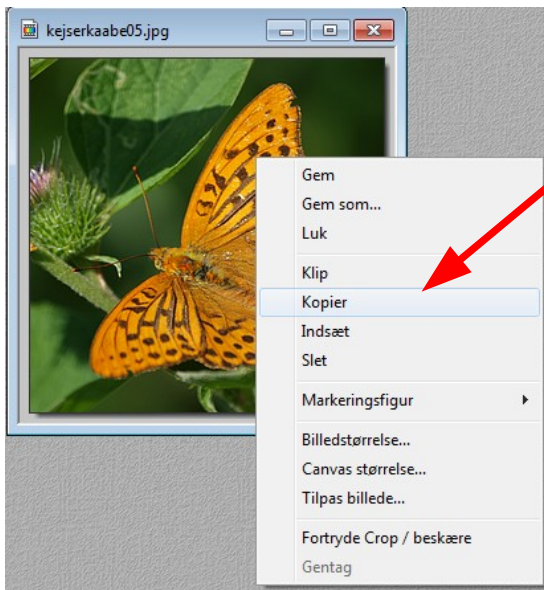 kejserkaabe05.jpg
Gem
Gem som...
Luk
Klip
Kopier
Indsæt
Slet
Markeringsfigur
Billedstørrelse...
Canvas størrelse...
Tilpas billede...
Fortryde Crop / beskære
Gentag